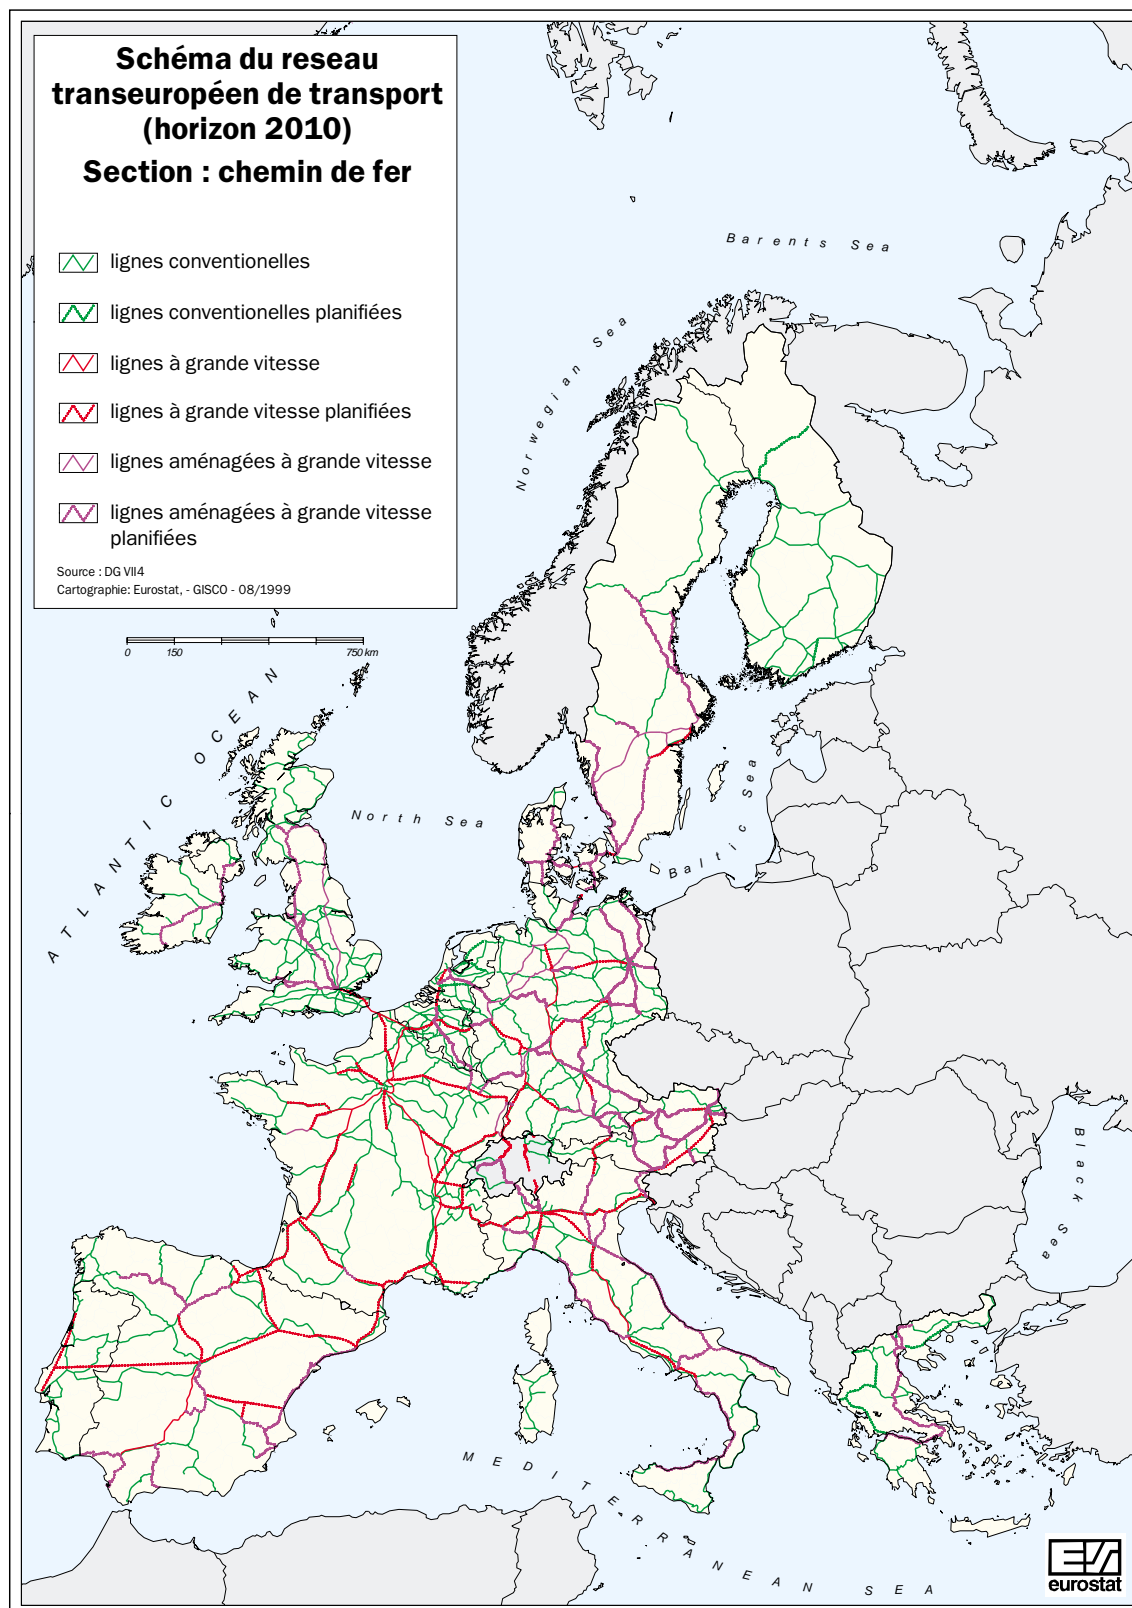 Schéma du reseau
transeuropéen de transport
(horizon 2010)
Section : chemin de fer
lignes conventionelles
lignes conventionelles planifiées
lignes à grande vitesse
lignes à grande vitesse planifiées
lignes aménagées à grande vitesse
lignes aménagées à grande vitesse
planifiées
Source : DG VII4
Cartographie: Eurostat, - GISCO - 08/1999
0 150 750 km
Barents Sea
Norwegian Sea
ATLANTIC OCEAN
North Sea
Baltic Sea
Black Sea
MEDITERRANEAN SEA
eurostat